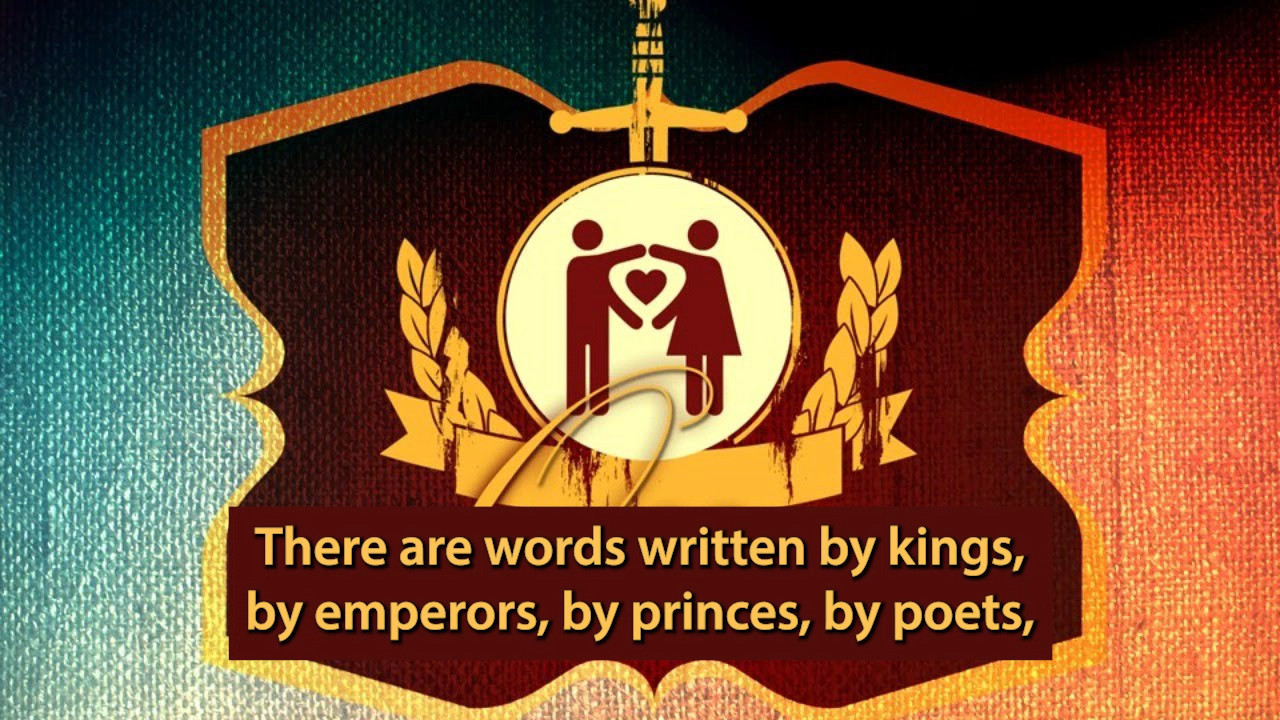 There are words written by kings,
by emperors, by princes, by poets,